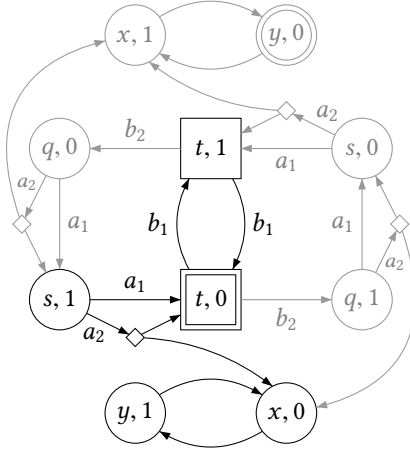 x, 1 y, 0
a₂
q, 0 b₂ t, 1 a₁ s, 0
a₂ a₁ b₁ b₁ a₁ a₂
s, 1 a₁ t, 0 b₂ q, 1
a₂
y, 1 x, 0